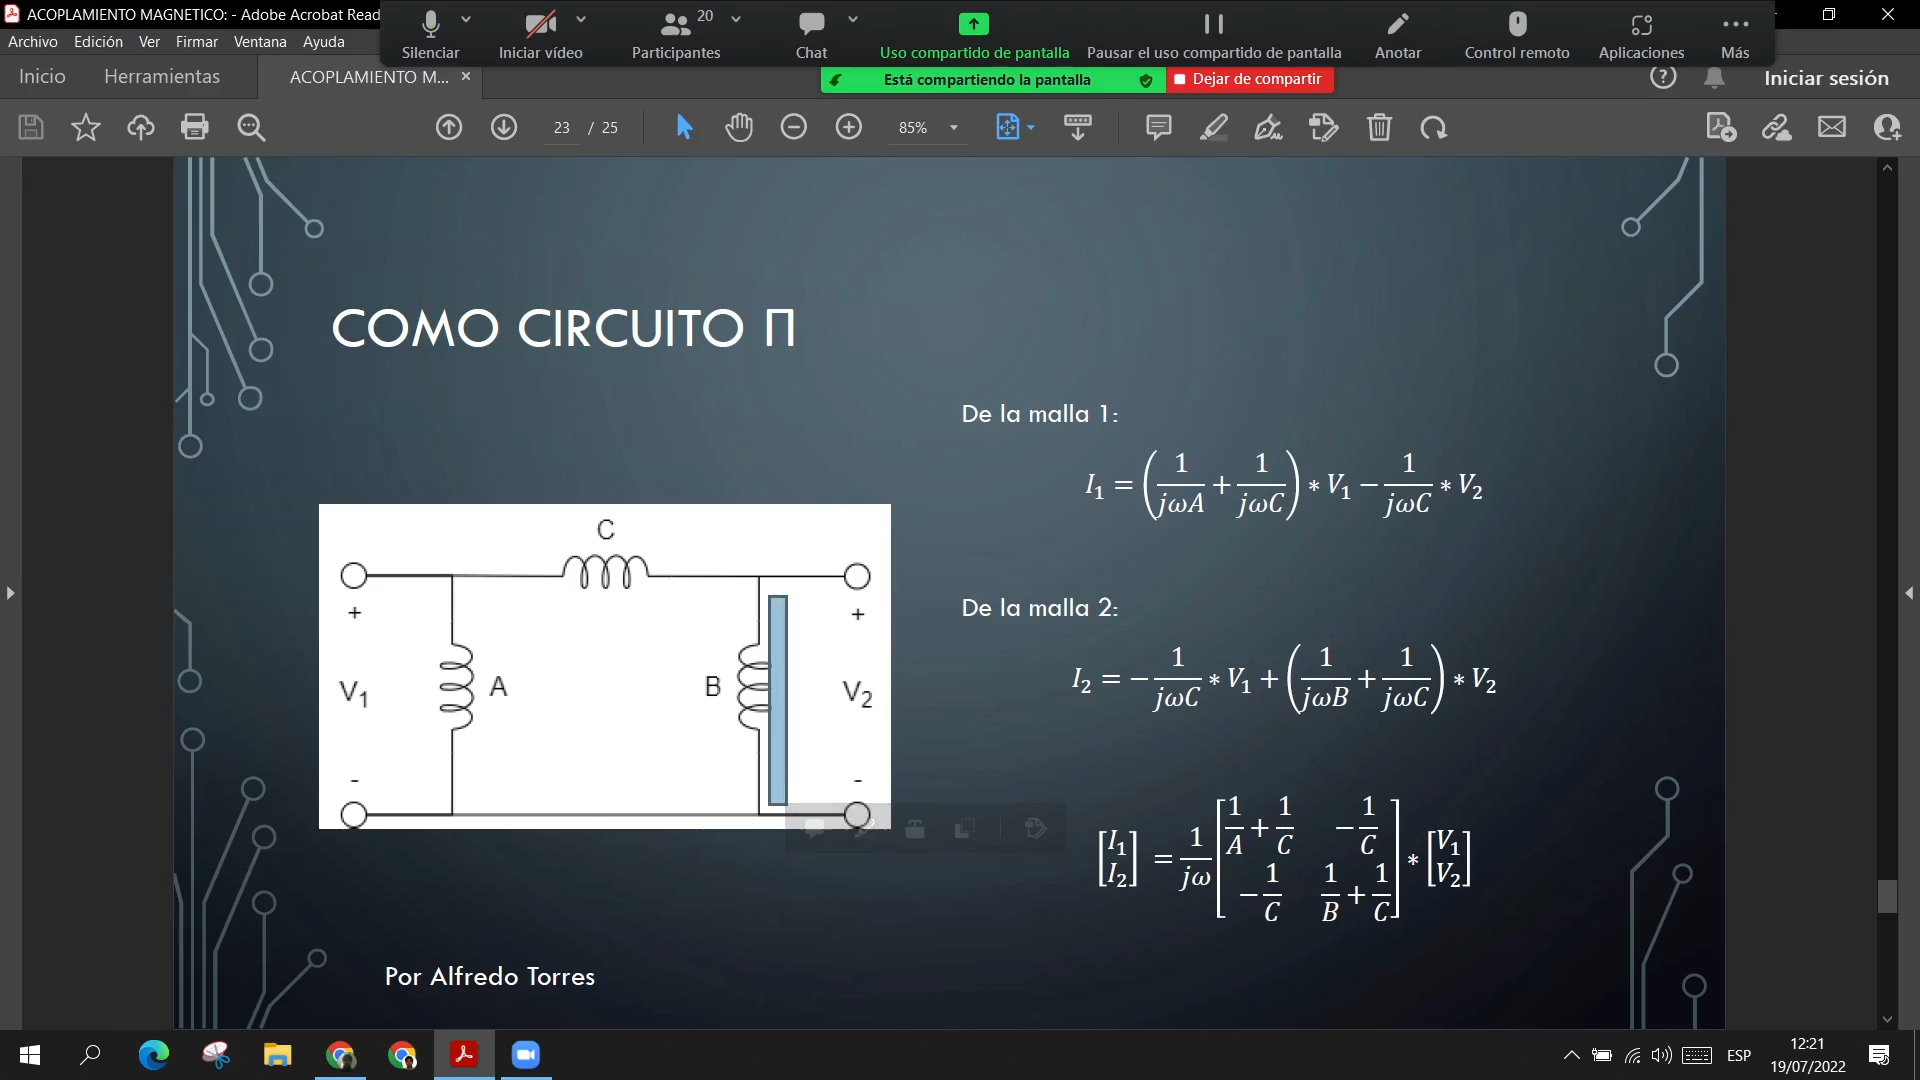 ACOPLAMIENTO MAGNETICO: - Adobe Acrobat Read
Archivo Edición Ver Firmar Ventana Ayuda
Silenciar Iniciar vídeo Participantes 20 Chat Uso compartido de pantalla Pausar el uso compartido de pantalla Anotar Control remoto Aplicaciones Más
Inicio Herramientas ACOPLAMIENTO M... × Está compartiendo la pantalla Dejar de compartir Iniciar sesión
23 / 25 85%
COMO CIRCUITO Π
De la malla 1:
I₁ = (1/jωA + 1/jωC) * V₁ − 1/jωC * V₂
C
+ +
De la malla 2:
I₂ = −1/jωC * V₁ + (1/jωB + 1/jωC) * V₂
V₁ A B V₂
- -
[I₁ I₂] = 1/jω [1/A + 1/C −1/C −1/C 1/B + 1/C] * [V₁ V₂]
Por Alfredo Torres
ESP
12:21
19/07/2022